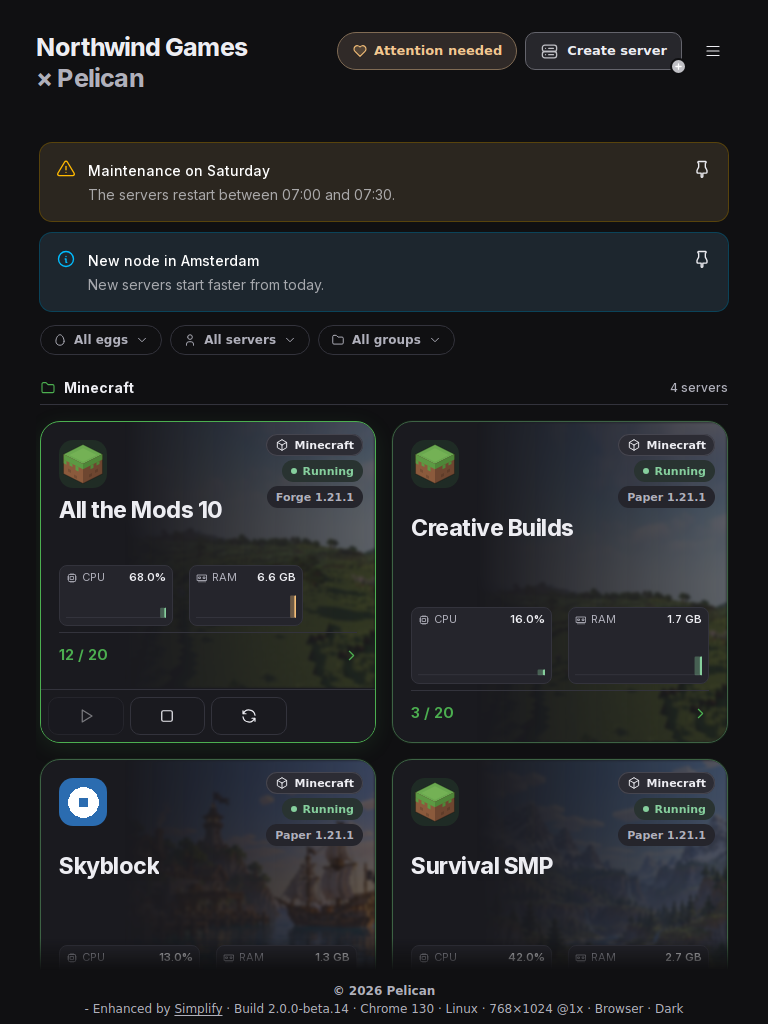 Northwind Games
× Pelican
Attention needed
Create server
Maintenance on Saturday
The servers restart between 07:00 and 07:30.
New node in Amsterdam
New servers start faster from today.
All eggs
All servers
All groups
Minecraft
4 servers
Minecraft
Running
Forge 1.21.1
All the Mods 10
CPU 68.0%
RAM 6.6 GB
12 / 20
Minecraft
Running
Paper 1.21.1
Creative Builds
CPU 16.0%
RAM 1.7 GB
3 / 20
Minecraft
Running
Paper 1.21.1
Skyblock
CPU 13.0%
RAM 1.3 GB
Minecraft
Running
Paper 1.21.1
Survival SMP
CPU 42.0%
RAM 2.7 GB
© 2026 Pelican
- Enhanced by Simplify · Build 2.0.0-beta.14 · Chrome 130 · Linux · 768×1024 @1x · Browser · Dark